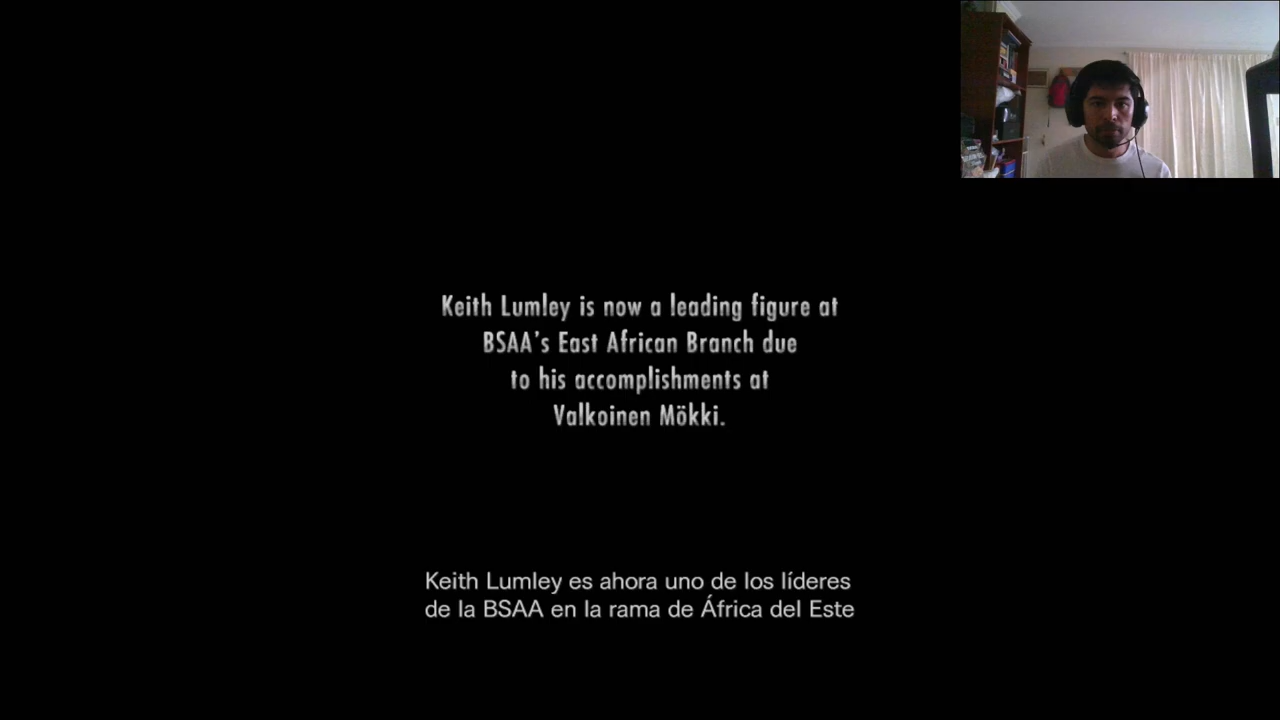 Keith Lumley is now a leading figure at
BSAA's East African Branch due
to his accomplishments at
Valkoinen Mökki.
Keith Lumley es ahora uno de los líderes
de la BSAA en la rama de África del Este